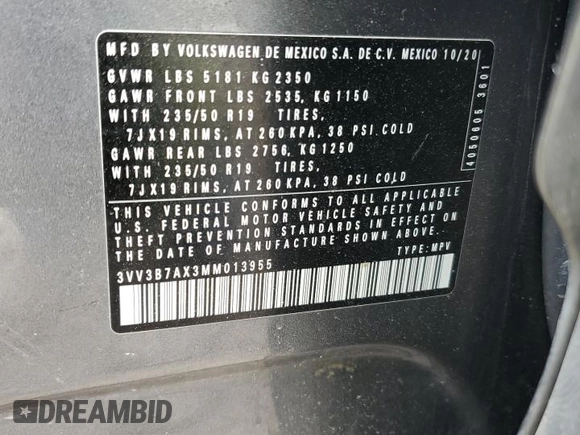 MFD BY VOLKSWAGEN DE MEXICO S.A. DE C.V. MEXICO 10/20
GVWR LBS 5181 KG 2350
GAWR FRONT LBS 2535, KG 1150
WITH 235/50 R19 TIRES,
7JX19 RIMS, AT 260 KPA, 38 PSI COLD
GAWR REAR LBS 2756, KG 1250
WITH 235/50 R19 TIRES,
7JX19 RIMS, AT 260 KPA, 38 PSI COLD
4050605 3601
THIS VEHICLE CONFORMS TO ALL APPLICABLE
U.S. FEDERAL MOTOR VEHICLE SAFETY AND
THEFT PREVENTION STANDARDS IN EFFECT ON THE
DATE OF MANUFACTURE SHOWN ABOVE.
3VV3B7AX3MM013955 TYPE: MPV
DREAMBID